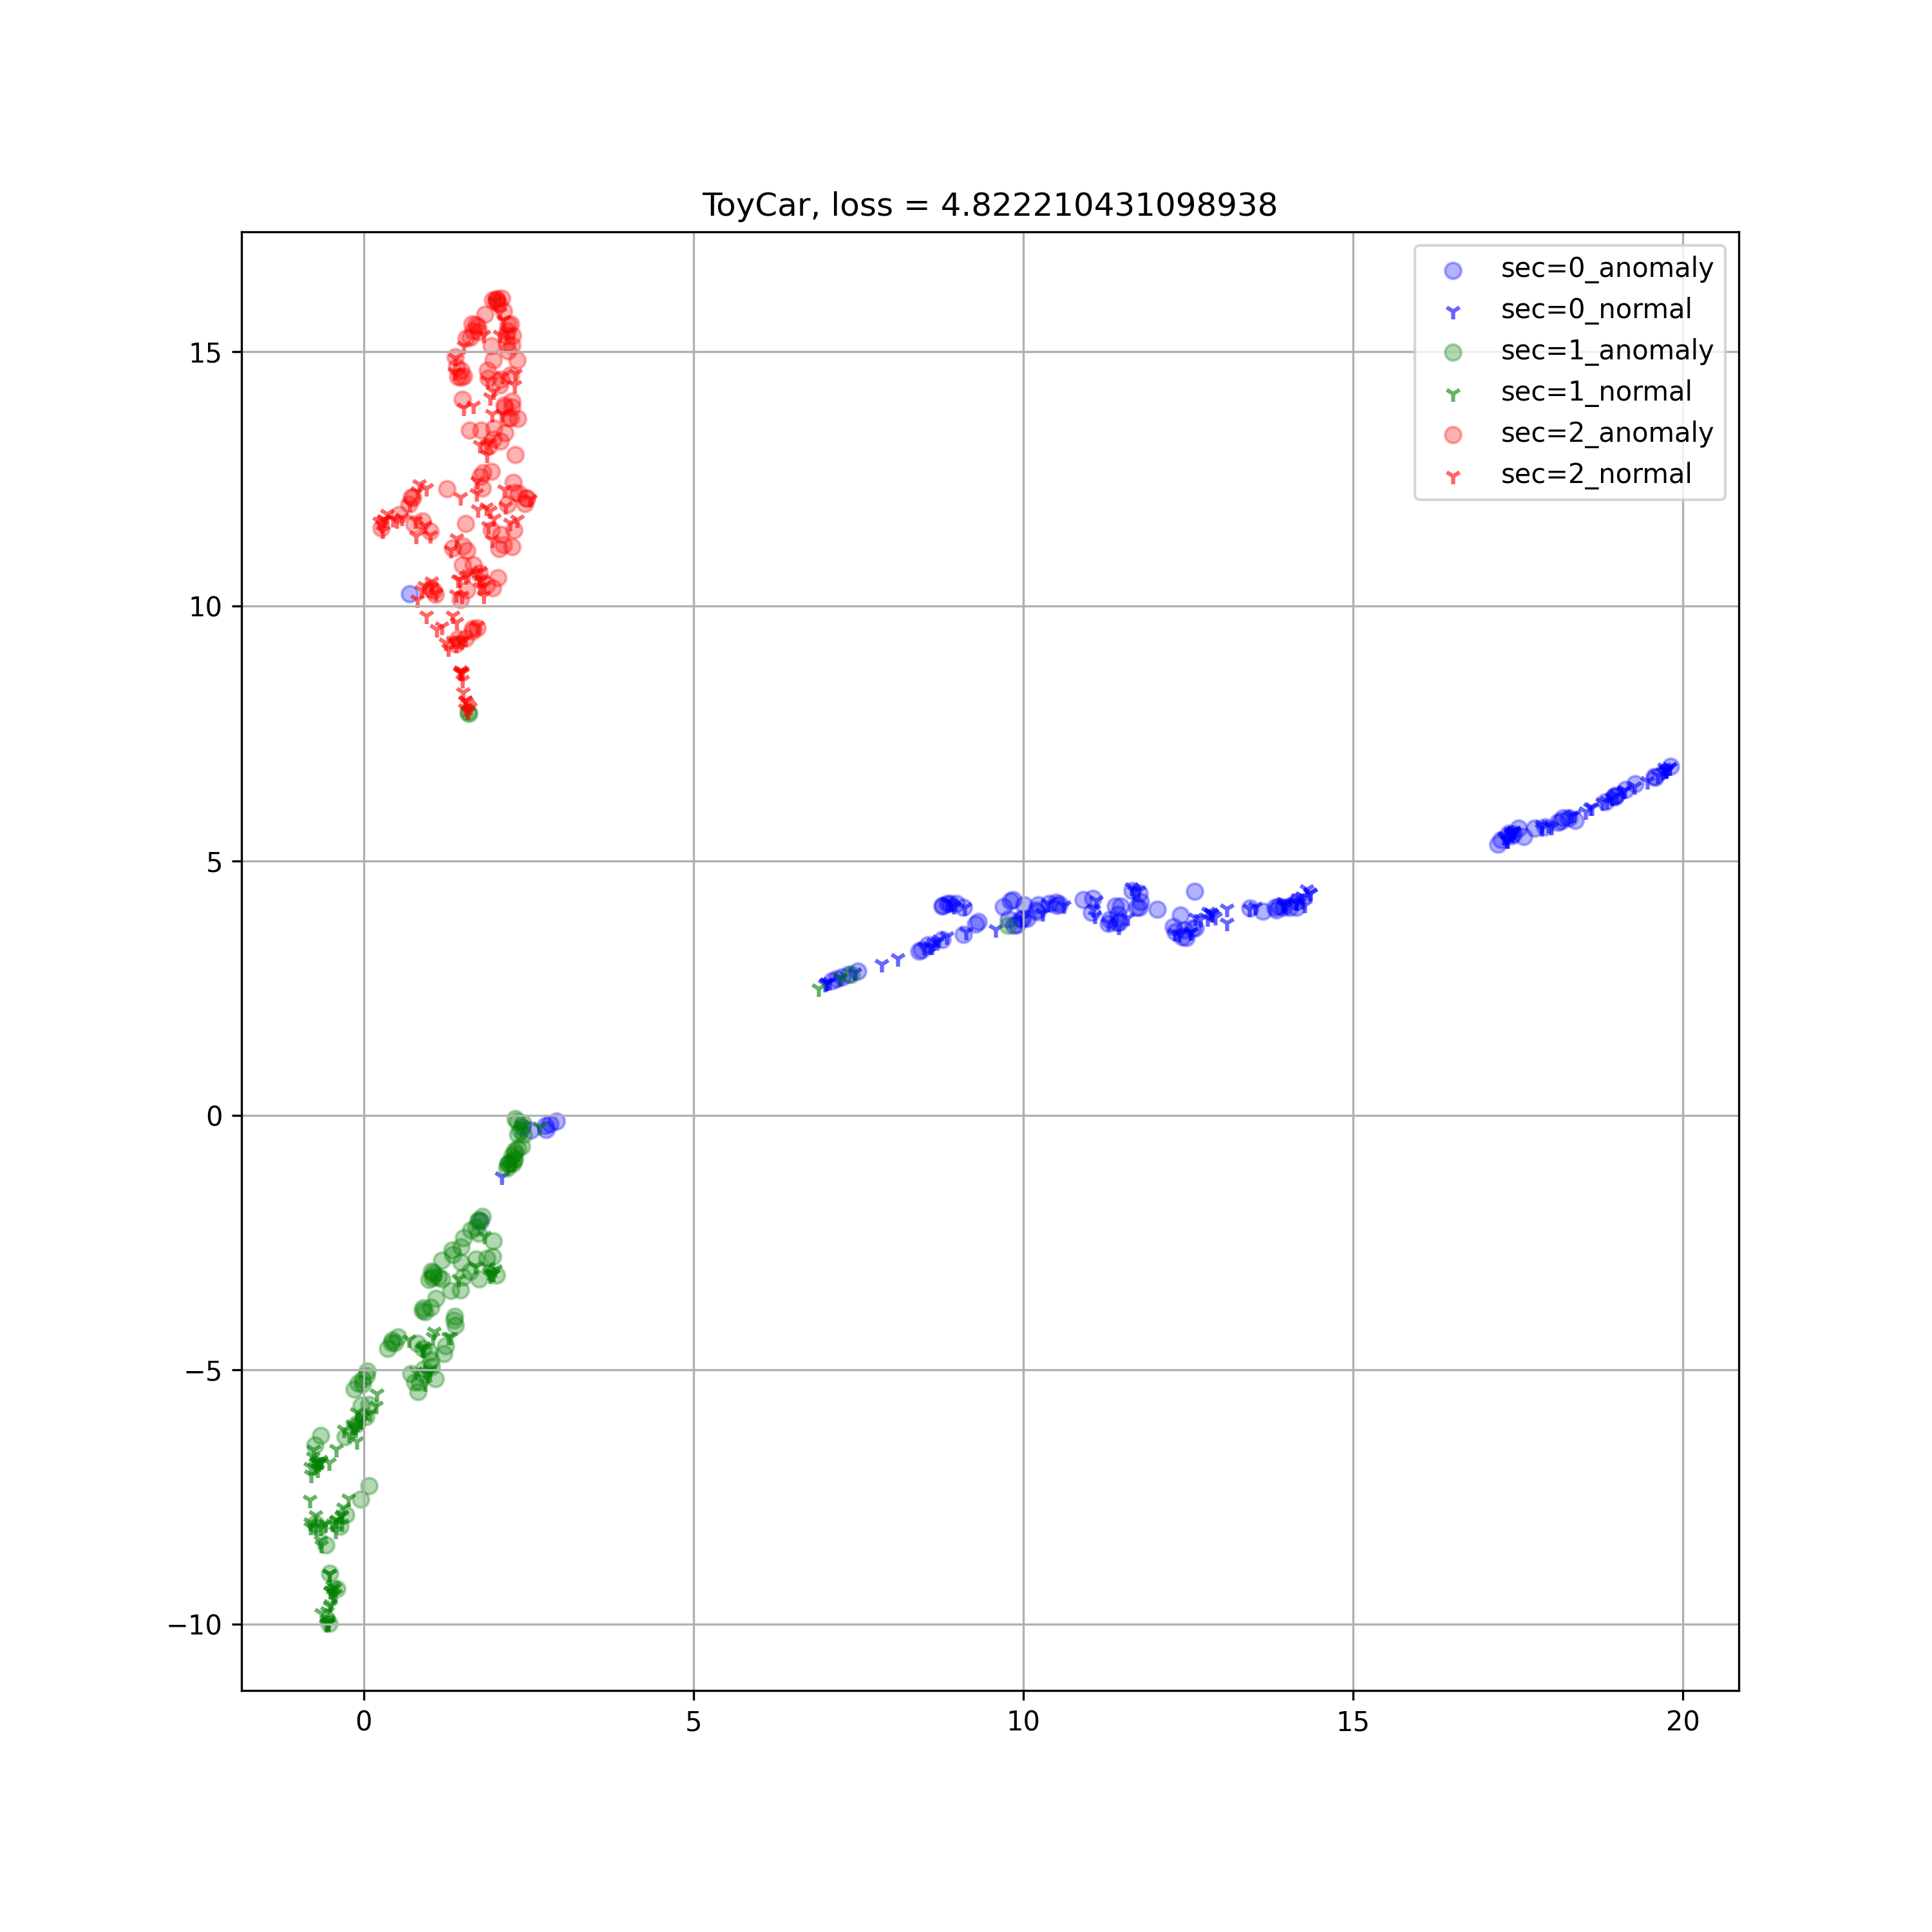 ToyCar, loss = 4.822210431098938
sec=0_anomaly
sec=0_normal
sec=1_anomaly
sec=1_normal
sec=2_anomaly
sec=2_normal
15
10
5
0
−5
−10
0 5 10 15 20